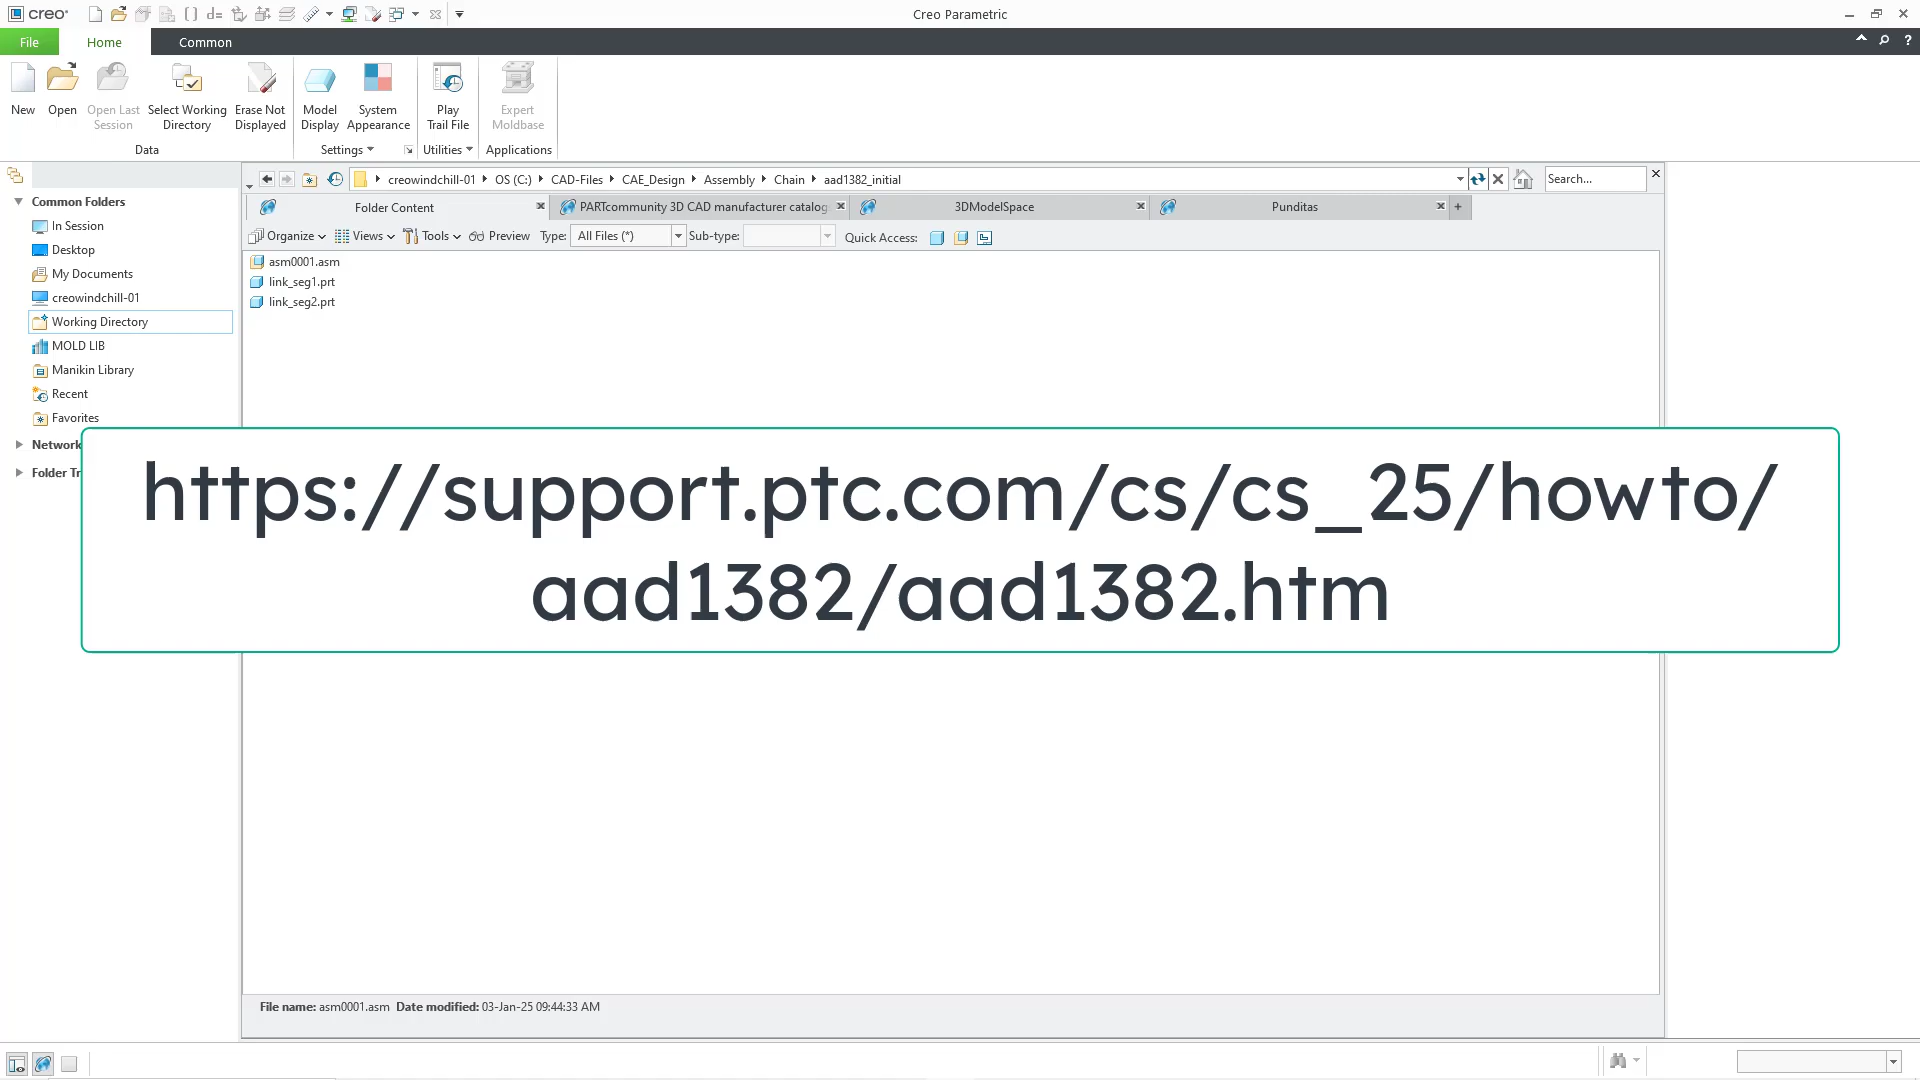 creo Creo Parametric
File Home Common
New Open Open Last Session Select Working Directory Erase Not Displayed Model Display System Appearance Play Trail File Expert Moldbase
Data Settings Utilities Applications
creowindchill-01 OS (C:) CAD-Files CAE_Design Assembly Chain aad1382_initial Search...
Common Folders
In Session
Desktop
My Documents
creowindchill-01
Working Directory
MOLD LIB
Manikin Library
Recent
Favorites
Network
Folder Tr
Folder Content PARTcommunity 3D CAD manufacturer catalog 3DModelSpace Punditas +
Organize Views Tools Preview Type: All Files (*) Sub-type: Quick Access:
asm0001.asm
link_seg1.prt
link_seg2.prt
https://support.ptc.com/cs/cs_25/howto/
aad1382/aad1382.htm
File name: asm0001.asm Date modified: 03-Jan-25 09:44:33 AM